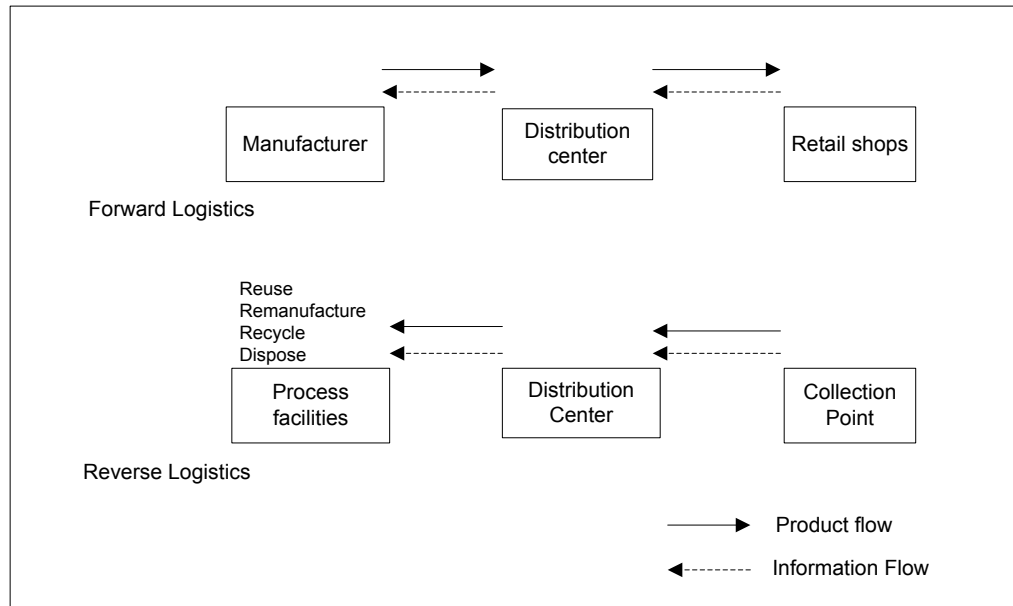 Manufacturer
Distribution
center
Retail shops
Forward Logistics
Reuse
Remanufacture
Recycle
Dispose
Process
facilities
Distribution
Center
Collection
Point
Reverse Logistics
Product flow
Information Flow